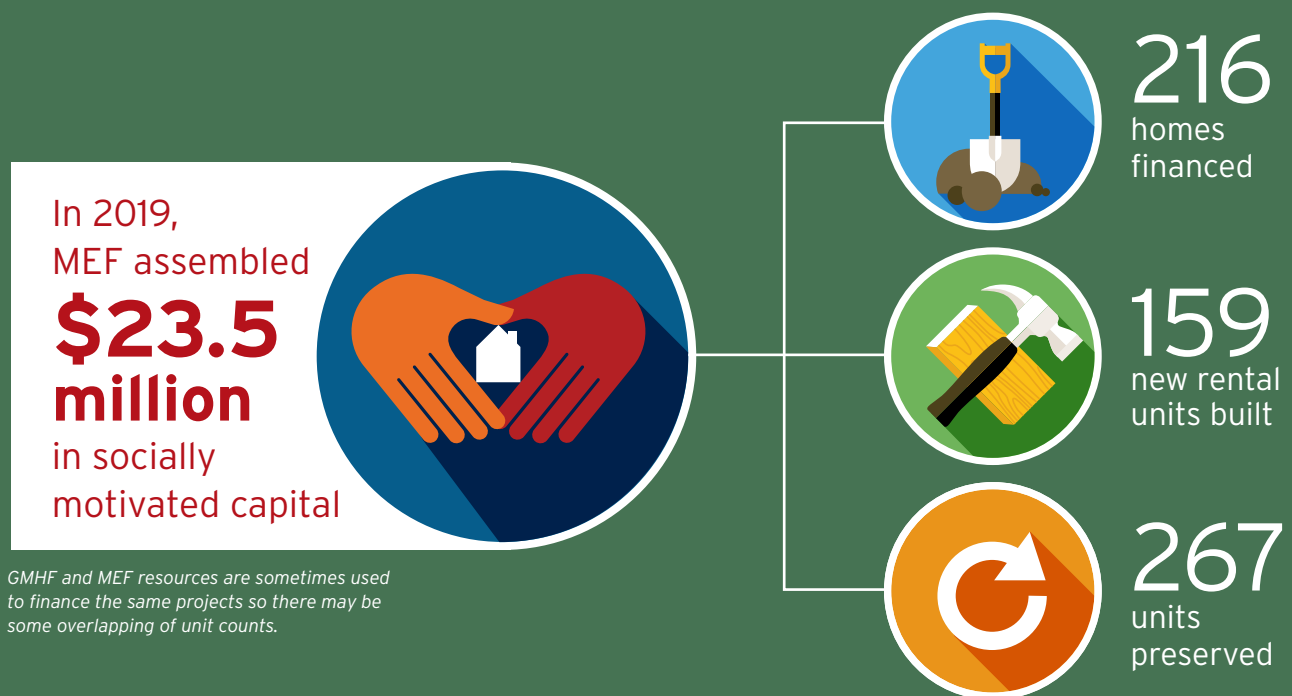 In 2019,
MEF assembled
$23.5
million
in socially
motivated capital
GMHF and MEF resources are sometimes used
to finance the same projects so there may be
some overlapping of unit counts.
216
homes
financed
159
new rental
units built
267
units
preserved